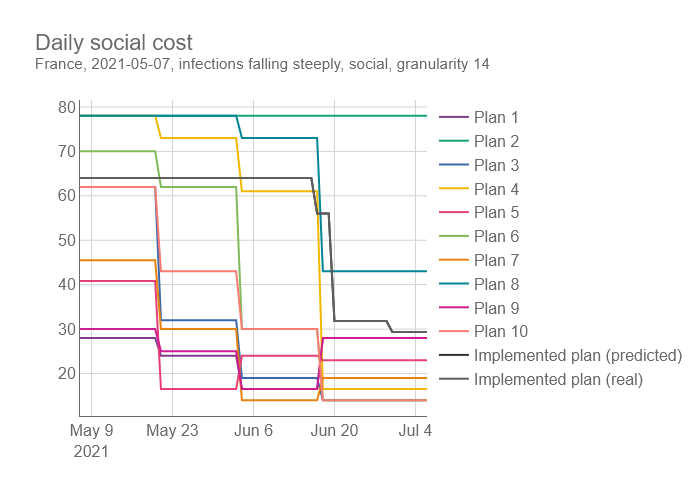 Daily social cost
France, 2021-05-07, infections falling steeply, social, granularity 14
80
70
60
50
40
30
20
May 9
2021
May 23
Jun 6
Jun 20
Jul 4
Plan 1
Plan 2
Plan 3
Plan 4
Plan 5
Plan 6
Plan 7
Plan 8
Plan 9
Plan 10
Implemented plan (predicted)
Implemented plan (real)